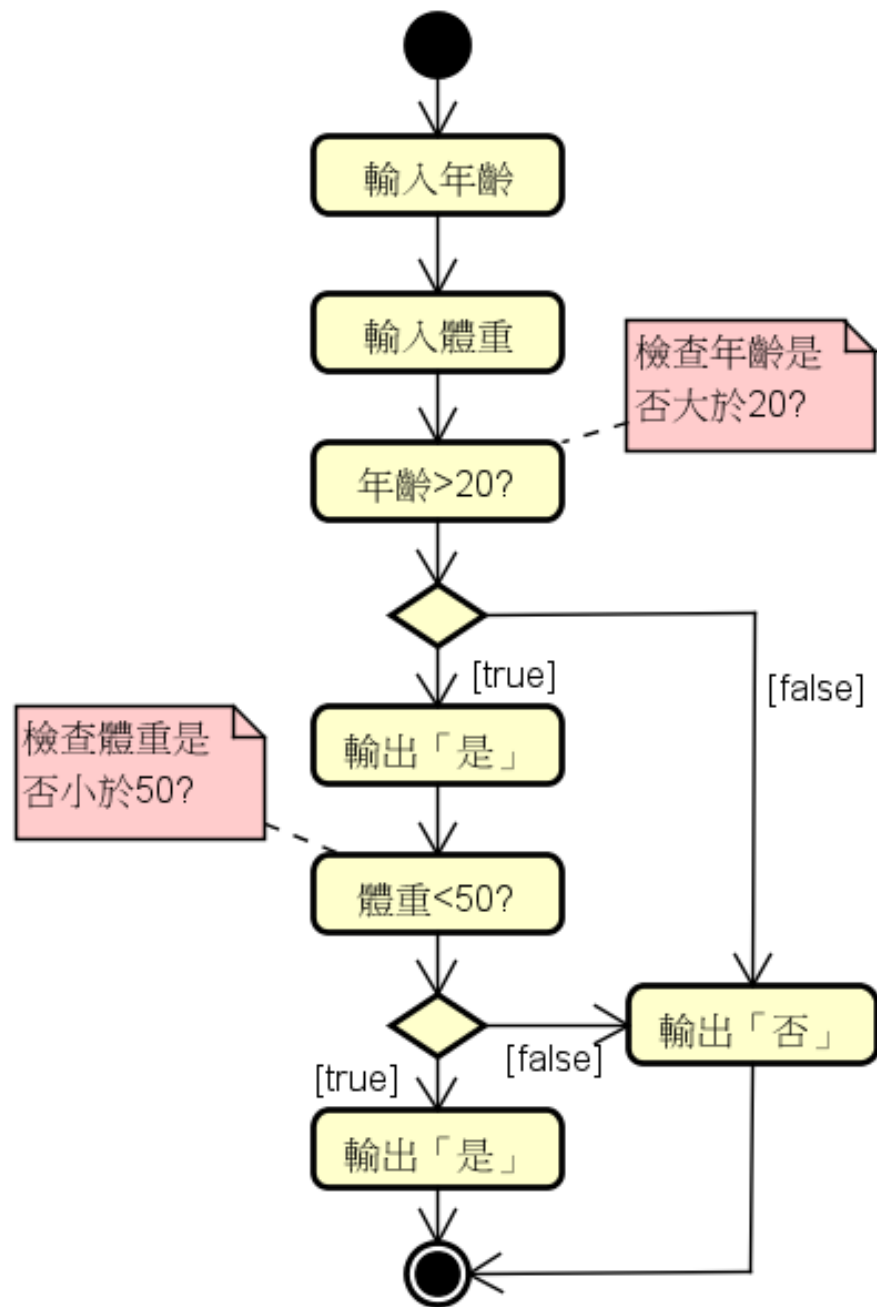 輸入年齡
輸入體重
檢查年齡是
否大於20?
年齡>20?
[true]
[false]
輸出「是」
檢查體重是
否小於50?
體重<50?
輸出「否」
[false]
[true]
輸出「是」